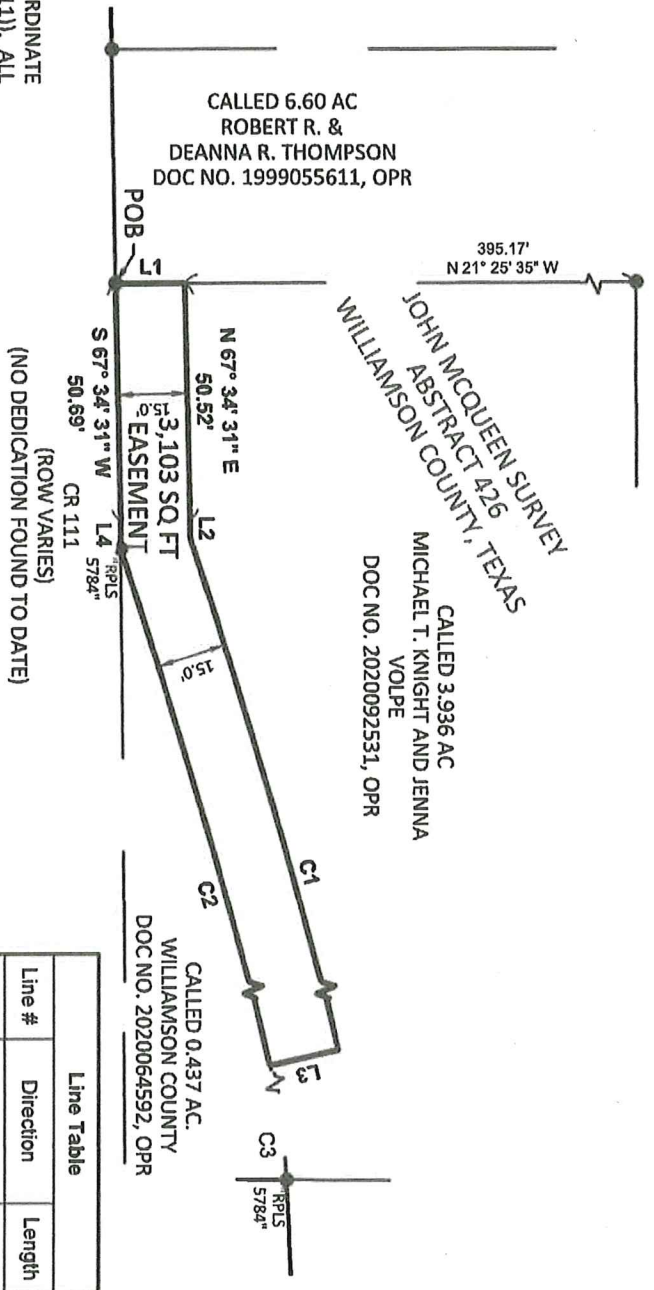 RDINATE
1)). ALL
CALLED 6.60 AC
ROBERT R. &
DEANNA R. THOMPSON
DOC NO. 1999055611, OPR
395.17'
N 21° 25' 35" W
JOHN MCQUEEN SURVEY
ABSTRACT 426
WILLIAMSON COUNTY, TEXAS
CALLED 3.936 AC
MICHAEL T. KNIGHT AND JENNA
VOLPE
DOC NO. 2020092531, OPR
POB
L1
N 67° 34' 31" E
50.52'
L2
15.0'
3,103 SQ FT
EASEMENT
S 67° 34' 31" W
50.69'
L4
"RPLS
5784"
CR 111
(ROW VARIES)
(NO DEDICATION FOUND TO DATE)
15.0'
C1
C2
L3
C3
"RPLS
5784"
CALLED 0.437 AC.
WILLIAMSON COUNTY
DOC NO. 2020064592, OPR
Line Table
Line # Direction Length